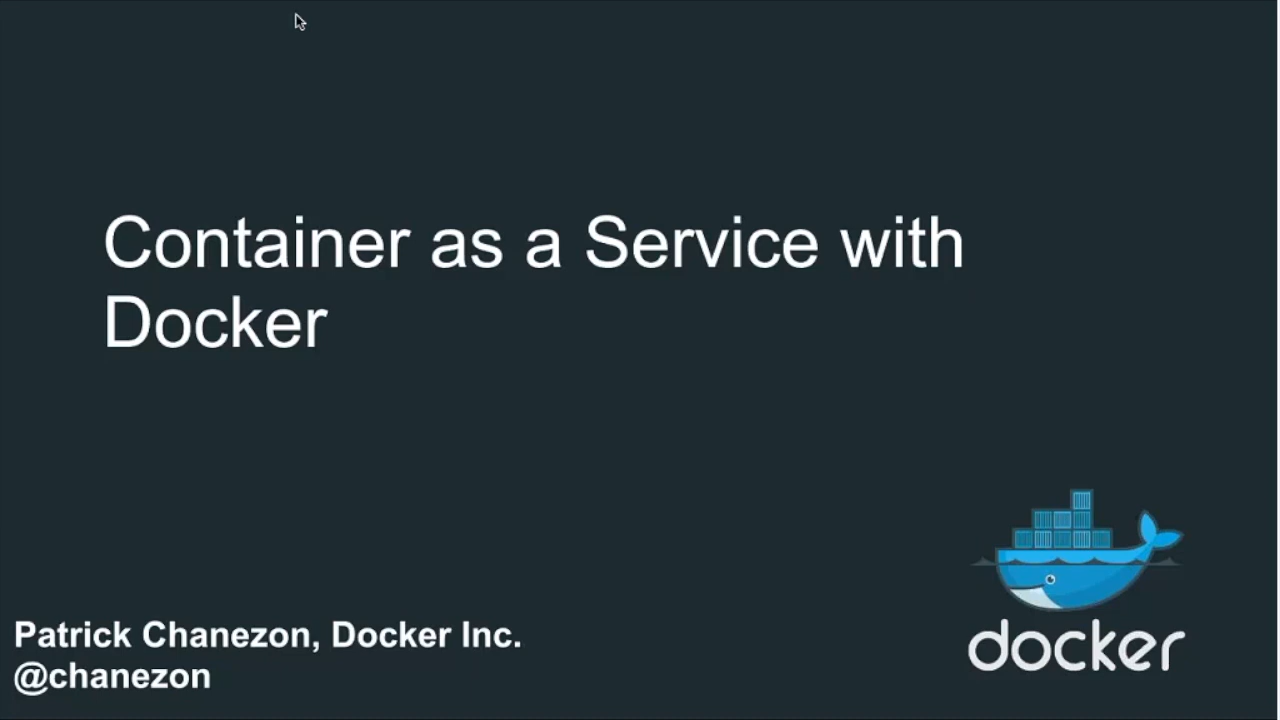 Container as a Service with
Docker
Patrick Chanezon, Docker Inc.
@chanezon
docker